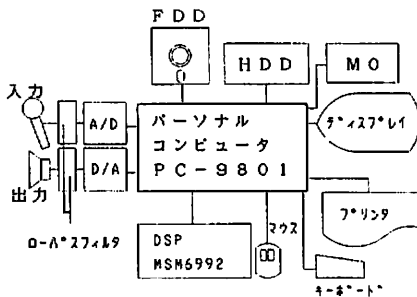 FDD
HDD
MO
入力
A/D
パーソナル
コンピュータ
PC-9801
ディスプレイ
D/A
出力
ローパスフィルタ
DSP
MSM6992
マウス
プリンタ
キーボード